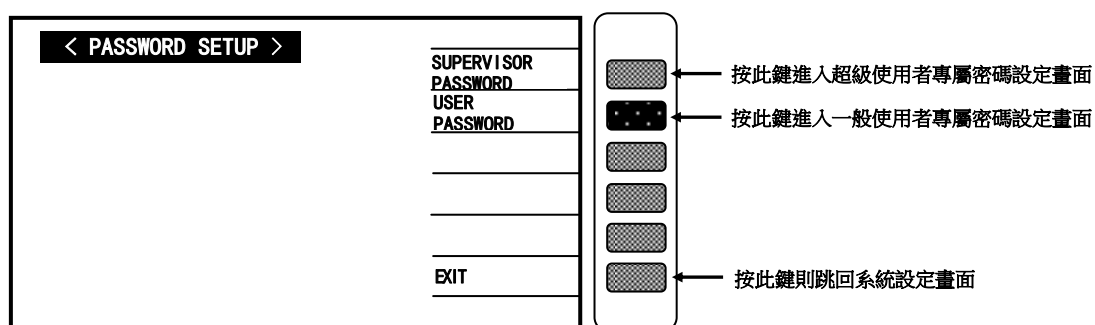 < PASSWORD SETUP >
SUPERVISOR
PASSWORD
按此鍵進入超級使用者專屬密碼設定畫面
USER
PASSWORD
按此鍵進入一般使用者專屬密碼設定畫面
EXIT
按此鍵則跳回系統設定畫面